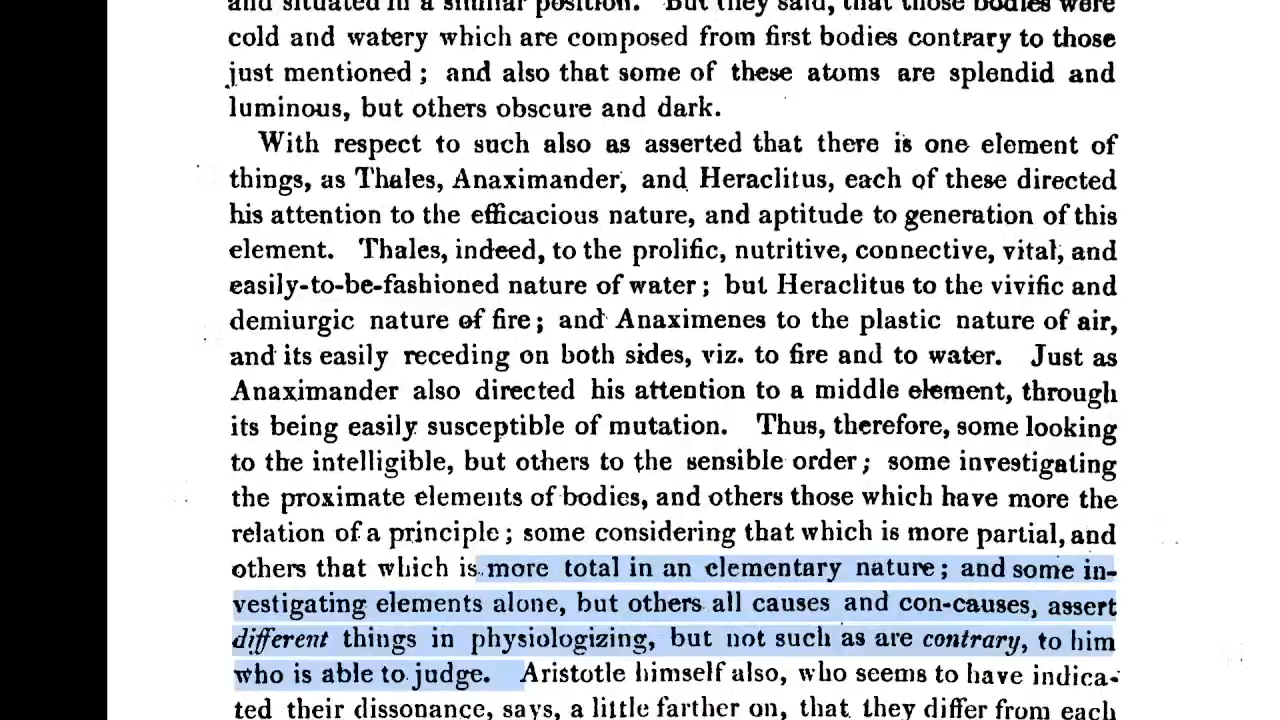 and situated in a similar position. But they said, that those bodies were
cold and watery which are composed from first bodies contrary to those
just mentioned; and also that some of these atoms are splendid and
luminous, but others obscure and dark.
With respect to such also as asserted that there is one element of
things, as Thales, Anaximander, and Heraclitus, each of these directed
his attention to the efficacious nature, and aptitude to generation of this
element. Thales, indeed, to the prolific, nutritive, connective, vital, and
easily-to-be-fashioned nature of water; but Heraclitus to the vivific and
demiurgic nature of fire; and Anaximenes to the plastic nature of air,
and its easily receding on both sides, viz. to fire and to water. Just as
Anaximander also directed his attention to a middle element, through
its being easily susceptible of mutation. Thus, therefore, some looking
to the intelligible, but others to the sensible order; some investigating
the proximate elements of bodies, and others those which have more the
relation of a principle; some considering that which is more partial, and
others that which is more total in an elementary nature; and some in-
vestigating elements alone, but others all causes and con-causes, assert
different things in physiologizing, but not such as are contrary, to him
who is able to judge. Aristotle himself also, who seems to have indica-
ted their dissonance, says, a little farther on, that they differ from each